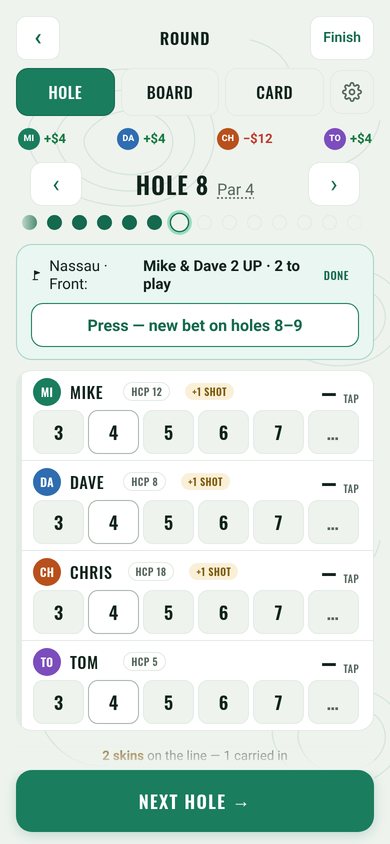 ‹ ROUND Finish
HOLE BOARD CARD
MI +$4 DA +$4 CH −$12 TO +$4
‹ HOLE 8 Par 4 ›
Nassau · Mike & Dave 2 UP · 2 to DONE
Front: play
Press — new bet on holes 8–9
MI MIKE HCP 12 +1 SHOT — TAP
3 4 5 6 7 ...
DA DAVE HCP 8 +1 SHOT — TAP
3 4 5 6 7 ...
CH CHRIS HCP 18 +1 SHOT — TAP
3 4 5 6 7 ...
TO TOM HCP 5 — TAP
3 4 5 6 7 ...
2 skins on the line — 1 carried in
NEXT HOLE →